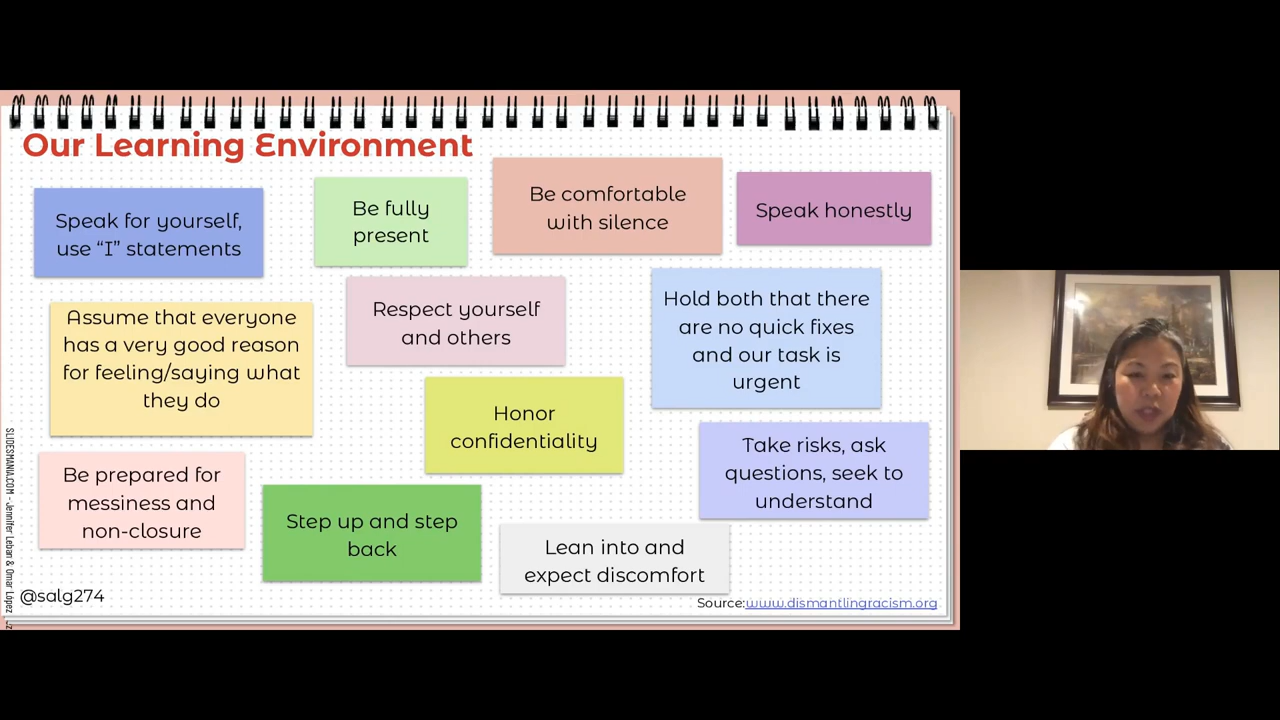 Our Learning Environment
Speak for yourself,
use “I” statements
Be fully
present
Be comfortable
with silence
Speak honestly
Assume that everyone
has a very good reason
for feeling/saying what
they do
Respect yourself
and others
Hold both that there
are no quick fixes
and our task is
urgent
Honor
confidentiality
Take risks, ask
questions, seek to
understand
Be prepared for
messiness and
non-closure
Step up and step
back
Lean into and
expect discomfort
@salg274
Source:www.dismantlingracism.org
SLIDESMANIA.COM - Jennifer Leban & Omar López